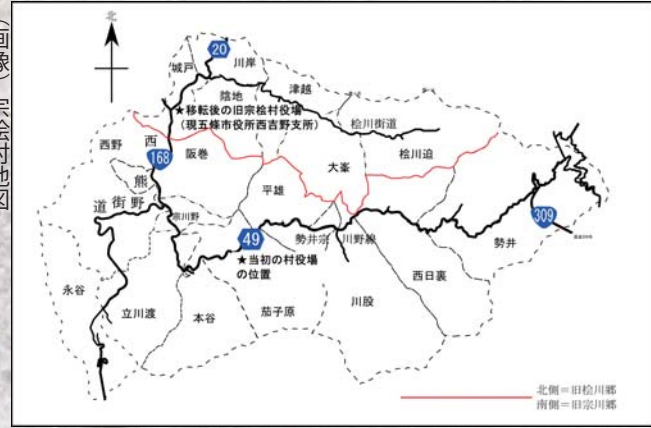 (画像) 宗桧村地図
北
20
城戸
川岸
陰地
津越
★移転後の旧宗桧村役場
(現五條市役所西吉野支所)
桧川街道
西野
西
168
阪巻
大峯
桧川迫
熊
平雄
道街野
宗川野
309
49
勢井宗
川野線
勢井
★当初の村役場
の位置
西日裏
永谷
立川渡
本谷
茄子原
川股
北側=旧桧川郷
南側=旧宗川郷